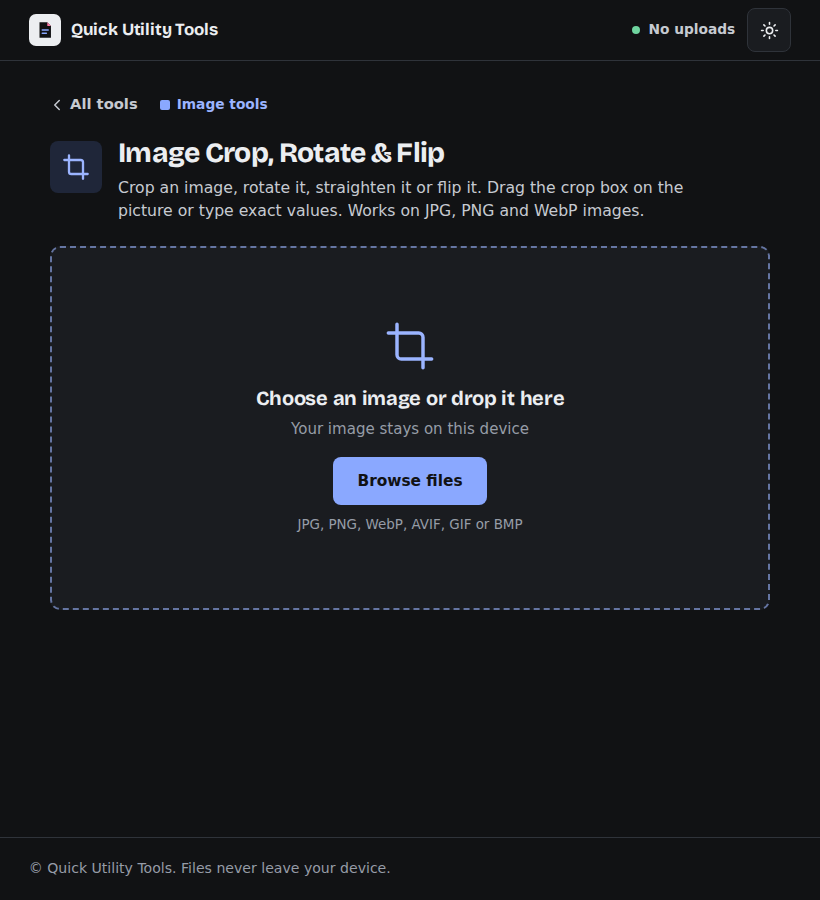 Quick Utility Tools
No uploads
All tools
Image tools
Image Crop, Rotate & Flip
Crop an image, rotate it, straighten it or flip it. Drag the crop box on the
picture or type exact values. Works on JPG, PNG and WebP images.
Choose an image or drop it here
Your image stays on this device
Browse files
JPG, PNG, WebP, AVIF, GIF or BMP
© Quick Utility Tools. Files never leave your device.